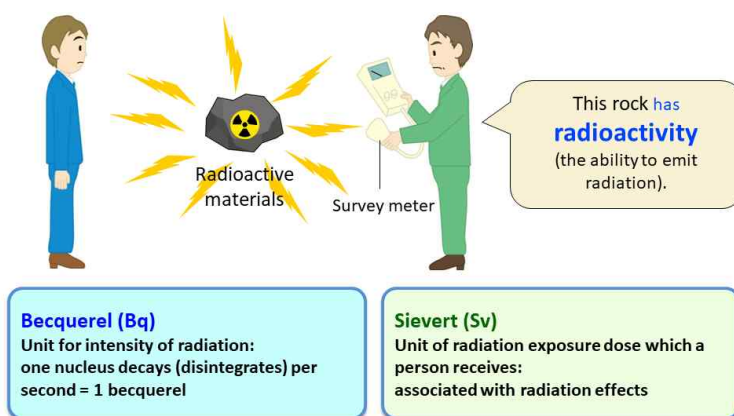 This rock has
radioactivity
(the ability to emit
radiation).
Radioactive
materials
Survey meter
Becquerel (Bq)
Unit for intensity of radiation:
one nucleus decays (disintegrates) per
second = 1 becquerel
Sievert (Sv)
Unit of radiation exposure dose which a
person receives:
associated with radiation effects